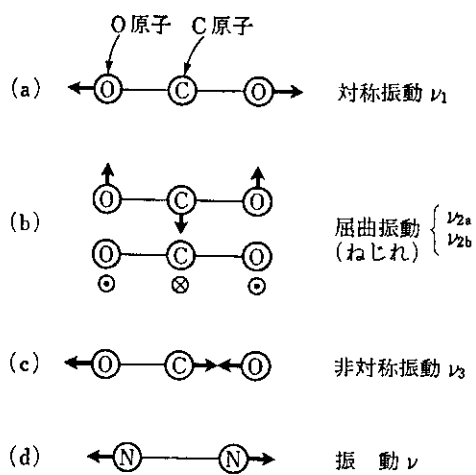 O原子 C原子
(a) O C O 対称振動 ν₁
(b) O C O 屈曲振動 { ν₂ₐ
O C O (ねじれ) ν₂b
(c) O C O 非対称振動 ν₃
(d) N N 振 動 ν